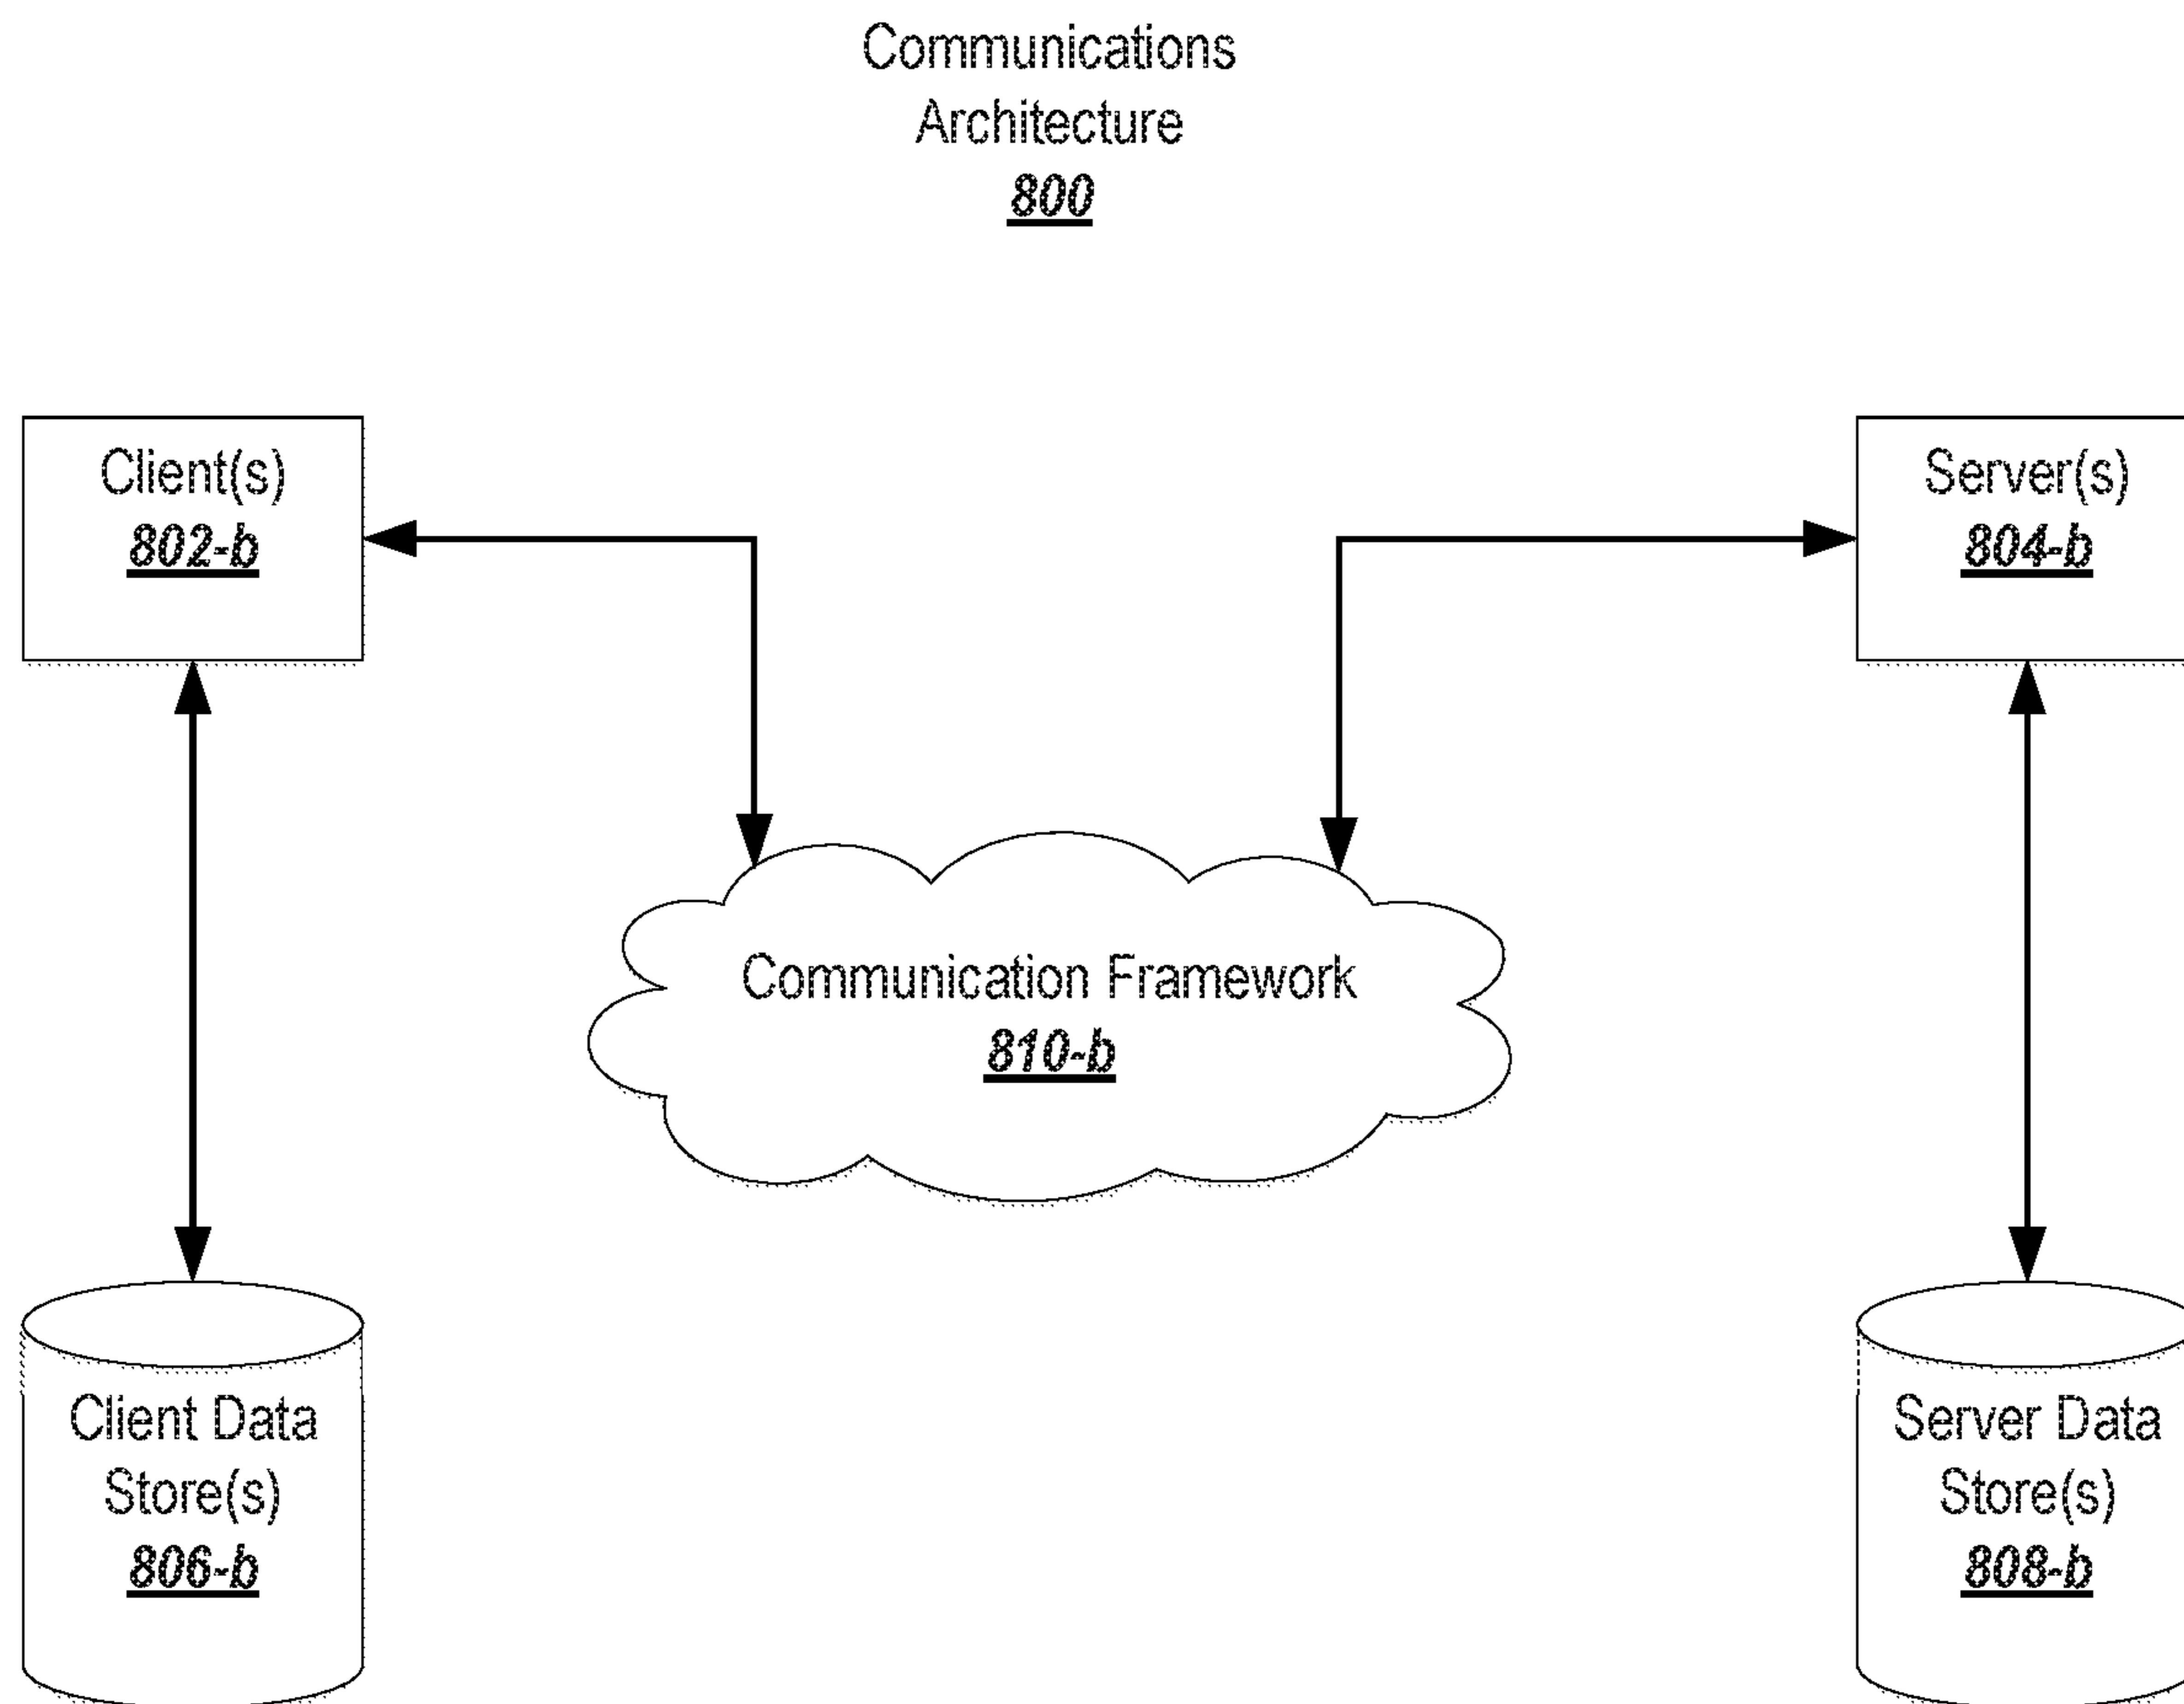 Communications
Architecture
800
Client(s)
802-b
Server(s)
804-b
Communication Framework
810-b
Client Data
Store(s)
806-b
Server Data
Store(s)
808-b